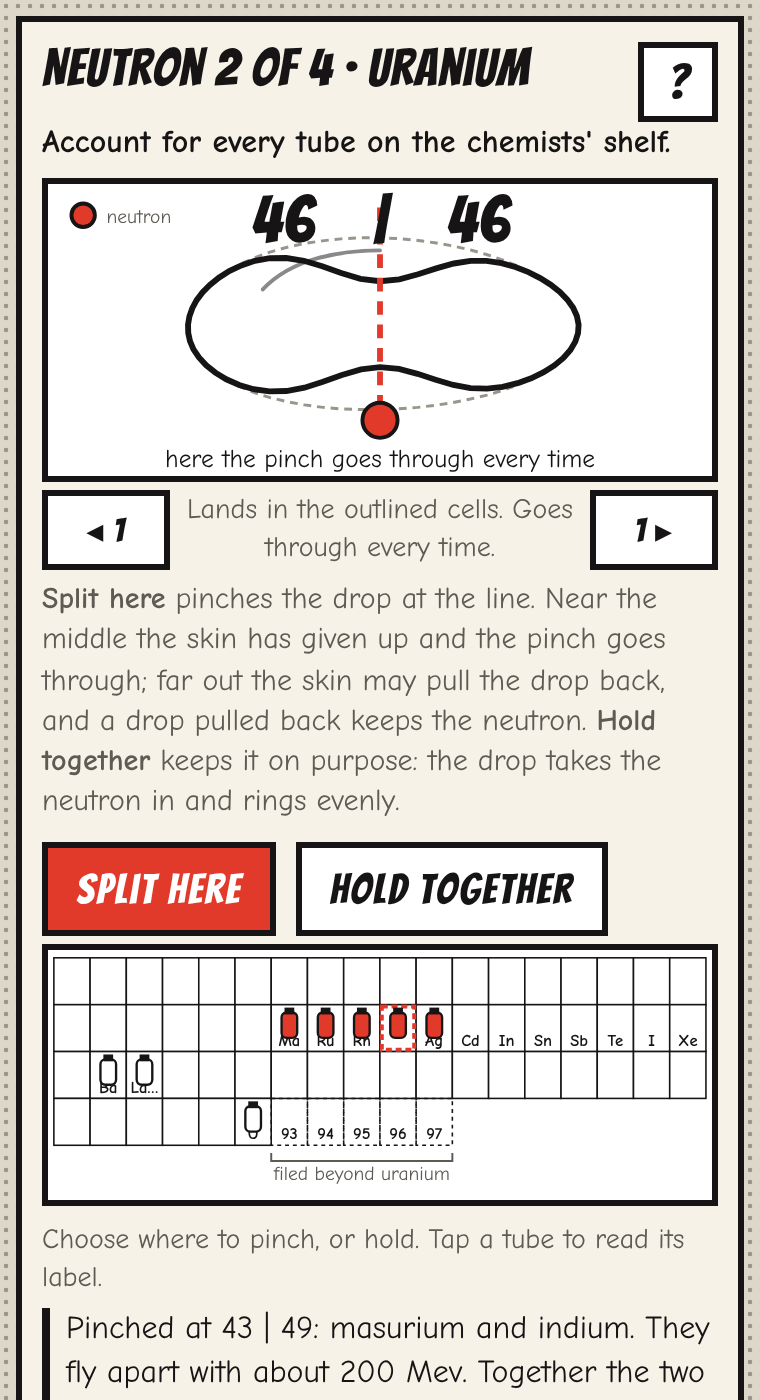 NEUTRON 2 OF 4 · URANIUM
?
Account for every tube on the chemists' shelf.
neutron
46 | 46
here the pinch goes through every time
◂ 1
Lands in the outlined cells. Goes
through every time.
1 ▸
Split here pinches the drop at the line. Near the
middle the skin has given up and the pinch goes
through; far out the skin may pull the drop back,
and a drop pulled back keeps the neutron. Hold
together keeps it on purpose: the drop takes the
neutron in and rings evenly.
SPLIT HERE
HOLD TOGETHER
Ma Ru Rh Ag Cd In Sn Sb Te I Xe
Ba La...
93 94 95 96 97
filed beyond uranium
Choose where to pinch, or hold. Tap a tube to read its
label.
Pinched at 43 | 49: masurium and indium. They
fly apart with about 200 Mev. Together the two